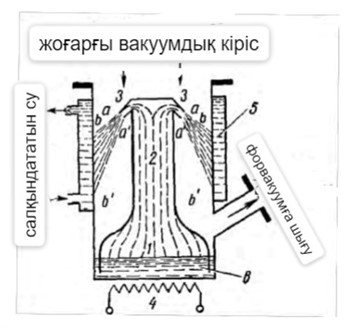 жоғарғы вакуумдық кіріс
3 3
a a
b b
a' a'
5
2
салқындататын су
форвакуумға шығу
b' b'
1
6
4